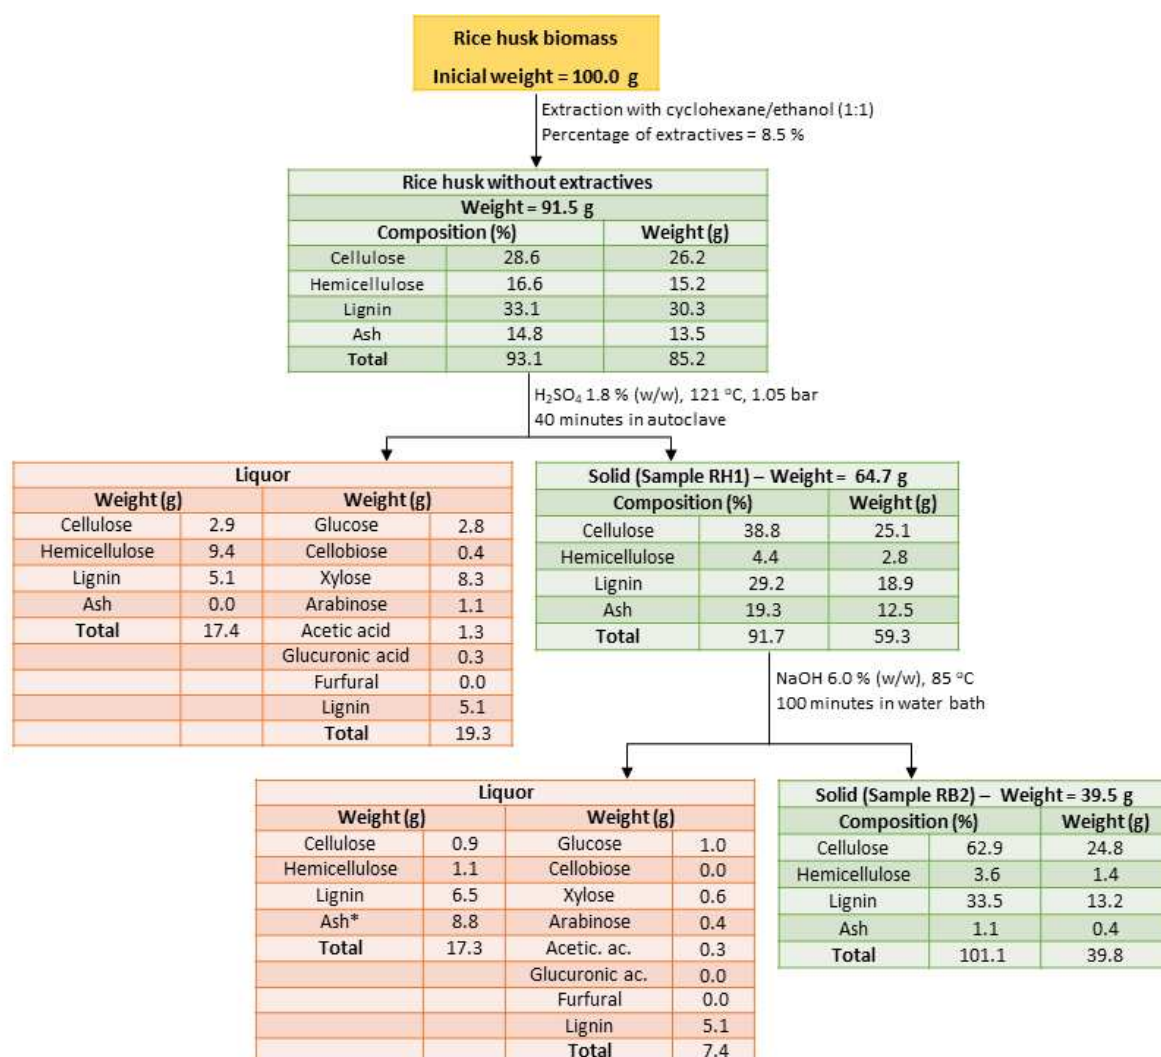 Rice husk biomass
Inicial weight = 100.0 g
Extraction with cyclohexane/ethanol (1:1)
Percentage of extractives = 8.5 %
Rice husk without extractives
Weight = 91.5 g
Composition (%) Weight (g)
Cellulose 28.6 26.2
Hemicellulose 16.6 15.2
Lignin 33.1 30.3
Ash 14.8 13.5
Total 93.1 85.2
H₂SO₄ 1.8 % (w/w), 121 °C, 1.05 bar
40 minutes in autoclave
Liquor
Weight (g) Weight (g)
Cellulose 2.9 Glucose 2.8
Hemicellulose 9.4 Cellobiose 0.4
Lignin 5.1 Xylose 8.3
Ash 0.0 Arabinose 1.1
Total 17.4 Acetic acid 1.3
Glucuronic acid 0.3
Furfural 0.0
Lignin 5.1
Total 19.3
Solid (Sample RH1) – Weight = 64.7 g
Composition (%) Weight (g)
Cellulose 38.8 25.1
Hemicellulose 4.4 2.8
Lignin 29.2 18.9
Ash 19.3 12.5
Total 91.7 59.3
NaOH 6.0 % (w/w), 85 °C
100 minutes in water bath
Liquor
Weight (g) Weight (g)
Cellulose 0.9 Glucose 1.0
Hemicellulose 1.1 Cellobiose 0.0
Lignin 6.5 Xylose 0.6
Ash* 8.8 Arabinose 0.4
Total 17.3 Acetic. ac. 0.3
Glucuronic ac. 0.0
Furfural 0.0
Lignin 5.1
Total 7.4
Solid (Sample RB2) – Weight = 39.5 g
Composition (%) Weight (g)
Cellulose 62.9 24.8
Hemicellulose 3.6 1.4
Lignin 33.5 13.2
Ash 1.1 0.4
Total 101.1 39.8